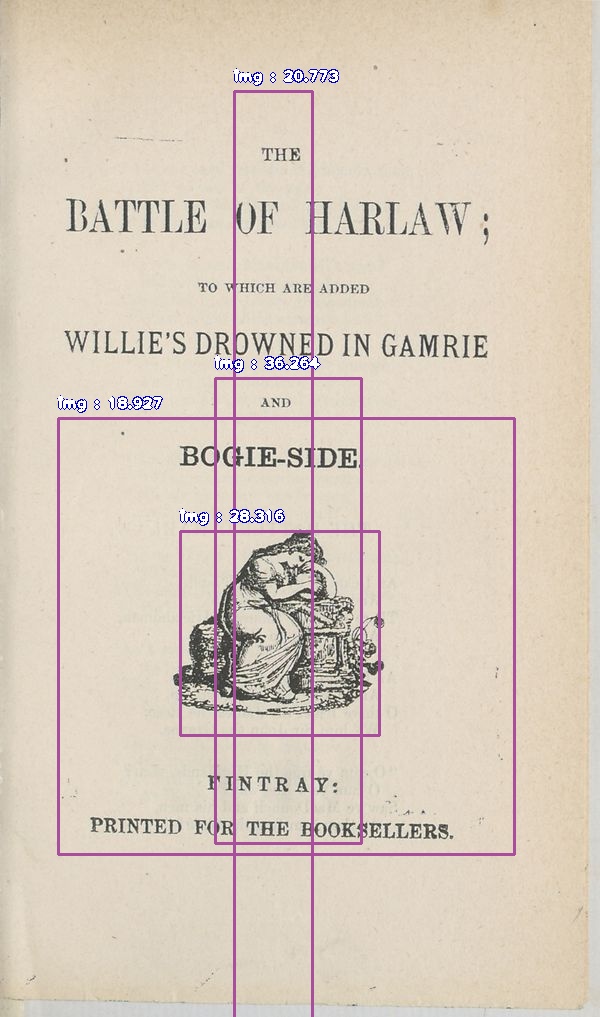 img : 20.773
THE
BATTLE OF HARLAW;
TO WHICH ARE ADDED
WILLIE'S DROWNED IN GAMRIE
img : 36.264
AND
img : 18.927
BOGIE-SIDE.
img : 28.316
FINTRAY:
PRINTED FOR THE BOOKSELLERS.